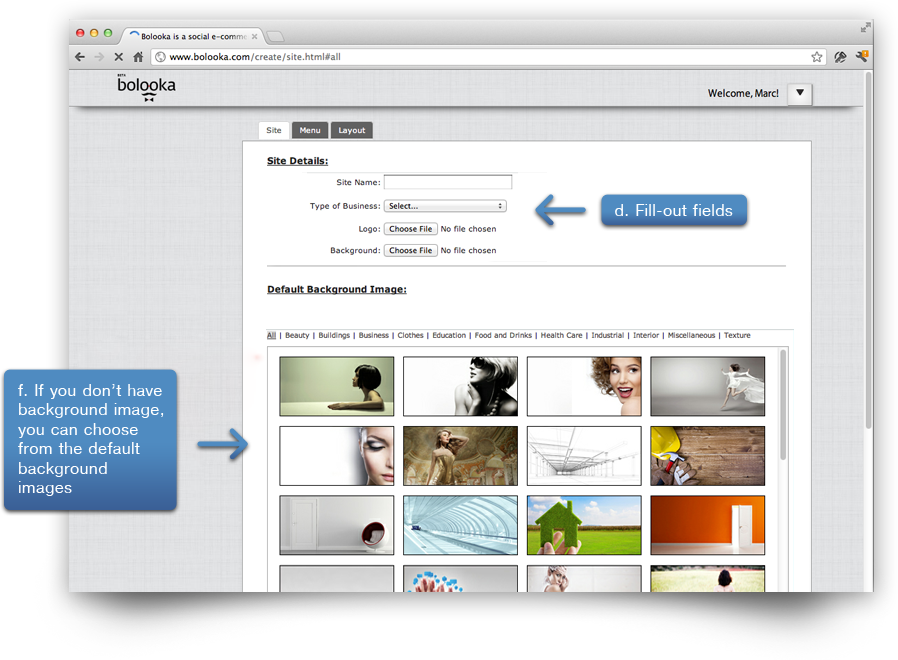 Bolooka is a social e-comme
www.bolooka.com/create/site.html#all
BETA
bolooka
Welcome, Marc!
Site Menu Layout
Site Details:
Site Name:
Type of Business: Select...
d. Fill-out fields
Logo: Choose File No file chosen
Background: Choose File No file chosen
Default Background Image:
All | Beauty | Buildings | Business | Clothes | Education | Food and Drinks | Health Care | Industrial | Interior | Miscellaneous | Texture
f. If you don't have
background image,
you can choose
from the default
background
images